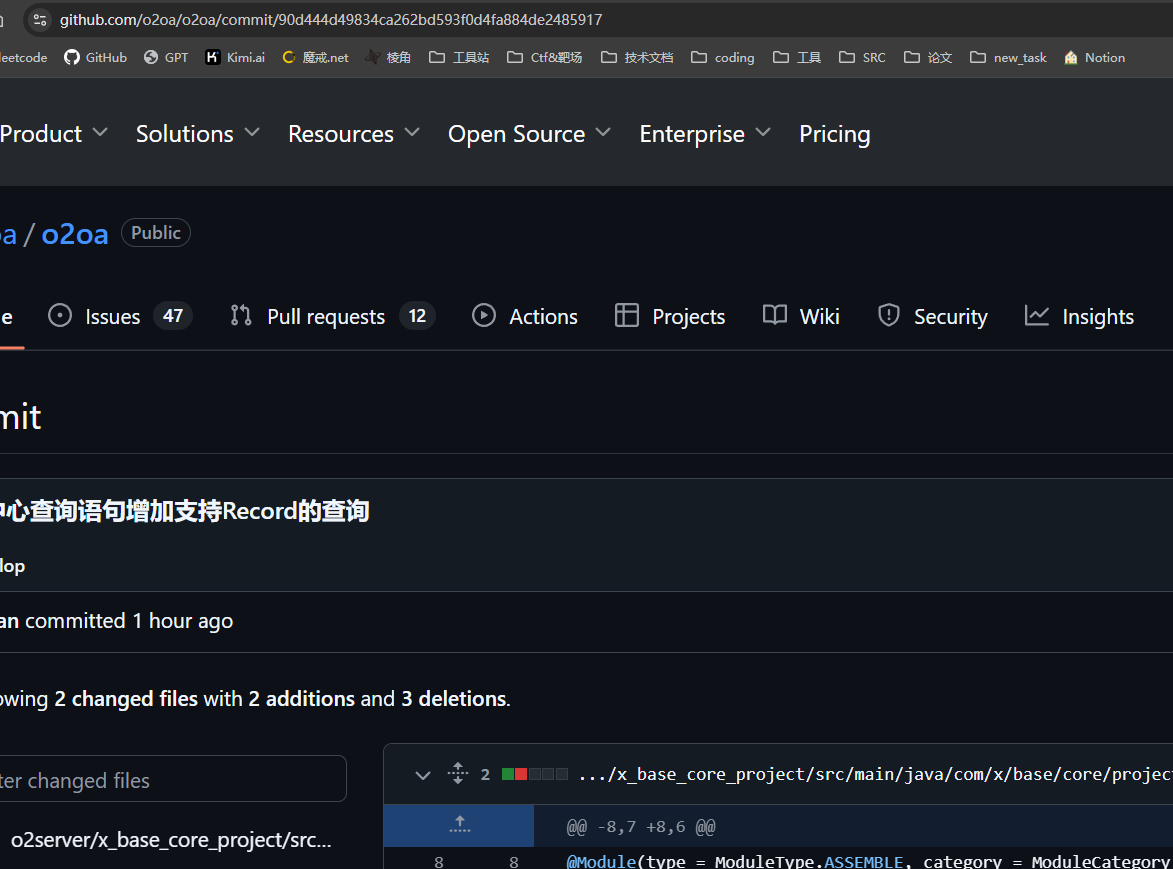 github.com/o2oa/o2oa/commit/90d444d49834ca262bd593f0d4fa884de2485917
leetcode GitHub GPT Kimi.ai 魔戒.net 棱角 工具站 Ctf&靶场 技术文档 coding 工具 SRC 论文 new_task Notion
Product Solutions Resources Open Source Enterprise Pricing
oa / o2oa Public
e Issues 47 Pull requests 12 Actions Projects Wiki Security Insights
mit
中心查询语句增加支持Record的查询
lop
an committed 1 hour ago
owing 2 changed files with 2 additions and 3 deletions.
ter changed files
2 .../x_base_core_project/src/main/java/com/x/base/core/project
o2server/x_base_core_project/src...
@@ -8,7 +8,6 @@
8 8 @Module(type = ModuleType.ASSEMBLE, category = ModuleCategory